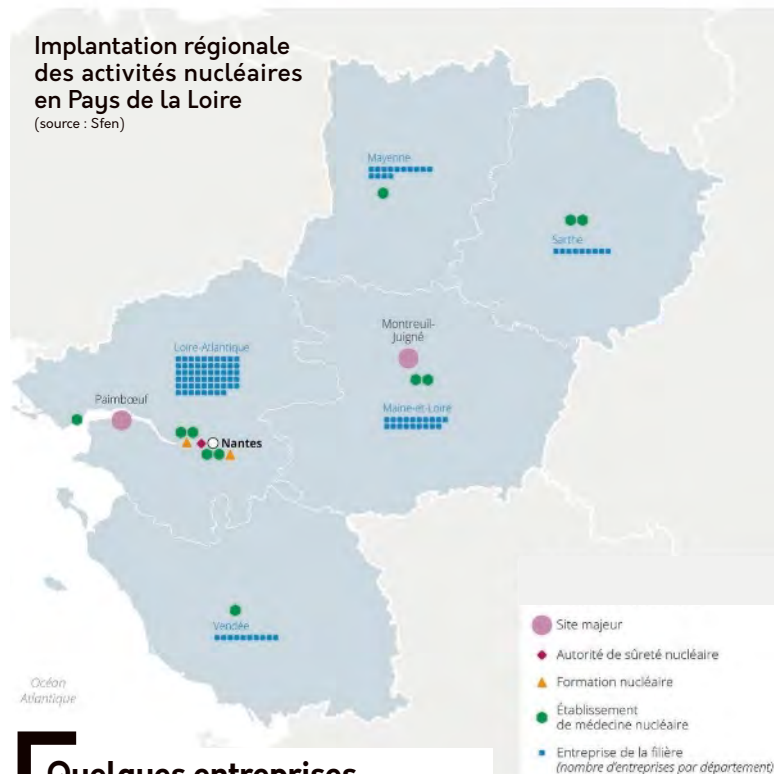 Implantation régionale
des activités nucléaires
en Pays de la Loire
(source : Sfen)
Mayenne
Sarthe
Montreuil-
Juigné
Loire-Atlantique
Paimbœuf
Maine-et-Loire
Nantes
Vendée
Océan
Atlantique
Site majeur
Autorité de sûreté nucléaire
Formation nucléaire
Établissement
de médecine nucléaire
Entreprise de la filière
(nombre d'entreprises par département)
Quelques entreprises